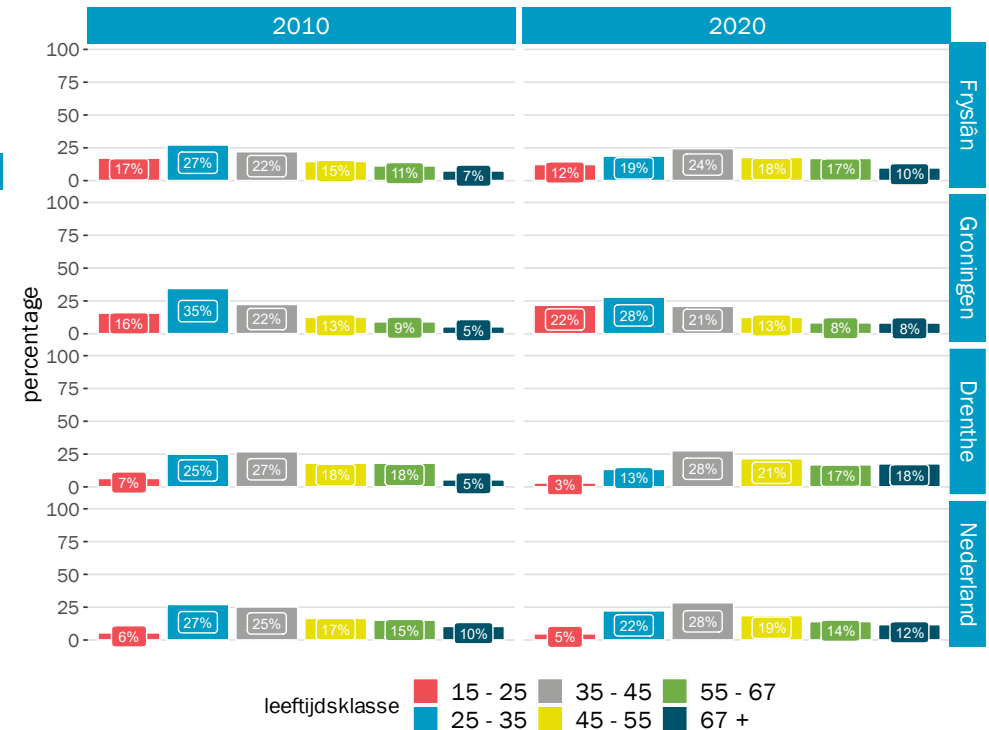 2010 2020
100
75
50
25
0
17% 27% 22% 15% 11% 7%
12% 19% 24% 18% 17% 10%
Fryslân
100
75
50
25
0
16% 35% 22% 13% 9% 5%
22% 28% 21% 13% 8% 8%
Groningen
percentage
100
75
50
25
0
7% 25% 27% 18% 18% 5%
3% 13% 28% 21% 17% 18%
Drenthe
100
75
50
25
0
6% 27% 25% 17% 15% 10%
5% 22% 28% 19% 14% 12%
Nederland
leeftijdsklasse
15 - 25 35 - 45 55 - 67
25 - 35 45 - 55 67 +